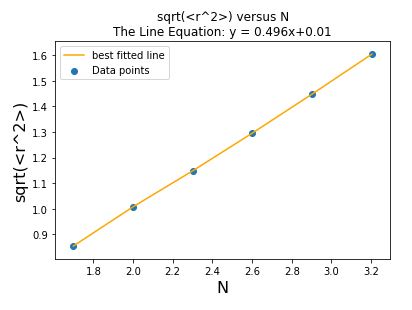 sqrt(<r^2>) versus N
The Line Equation: y = 0.496x+0.01
best fitted line
Data points
sqrt(<r^2>)
1.6
1.5
1.4
1.3
1.2
1.1
1.0
0.9
1.8 2.0 2.2 2.4 2.6 2.8 3.0 3.2
N